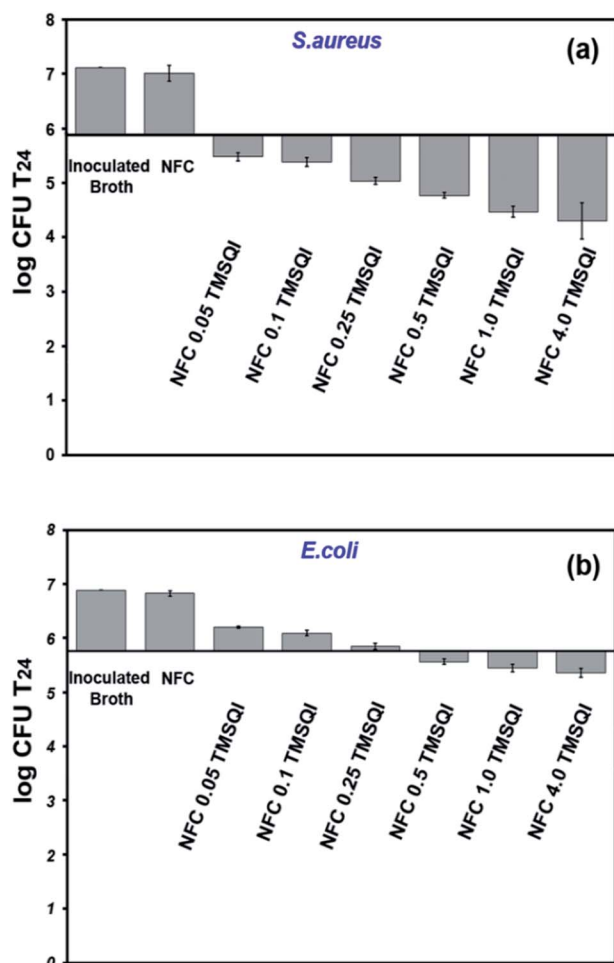 S.aureus
(a)
8
7
6
5
4
3
2
1
0
log CFU T24
Inoculated
Broth
NFC
NFC 0.05 TMSQI
NFC 0.1 TMSQI
NFC 0.25 TMSQI
NFC 0.5 TMSQI
NFC 1.0 TMSQI
NFC 4.0 TMSQI
E.coli
(b)
8
7
6
5
4
3
2
1
0
log CFU T24
Inoculated
Broth
NFC
NFC 0.05 TMSQI
NFC 0.1 TMSQI
NFC 0.25 TMSQI
NFC 0.5 TMSQI
NFC 1.0 TMSQI
NFC 4.0 TMSQI